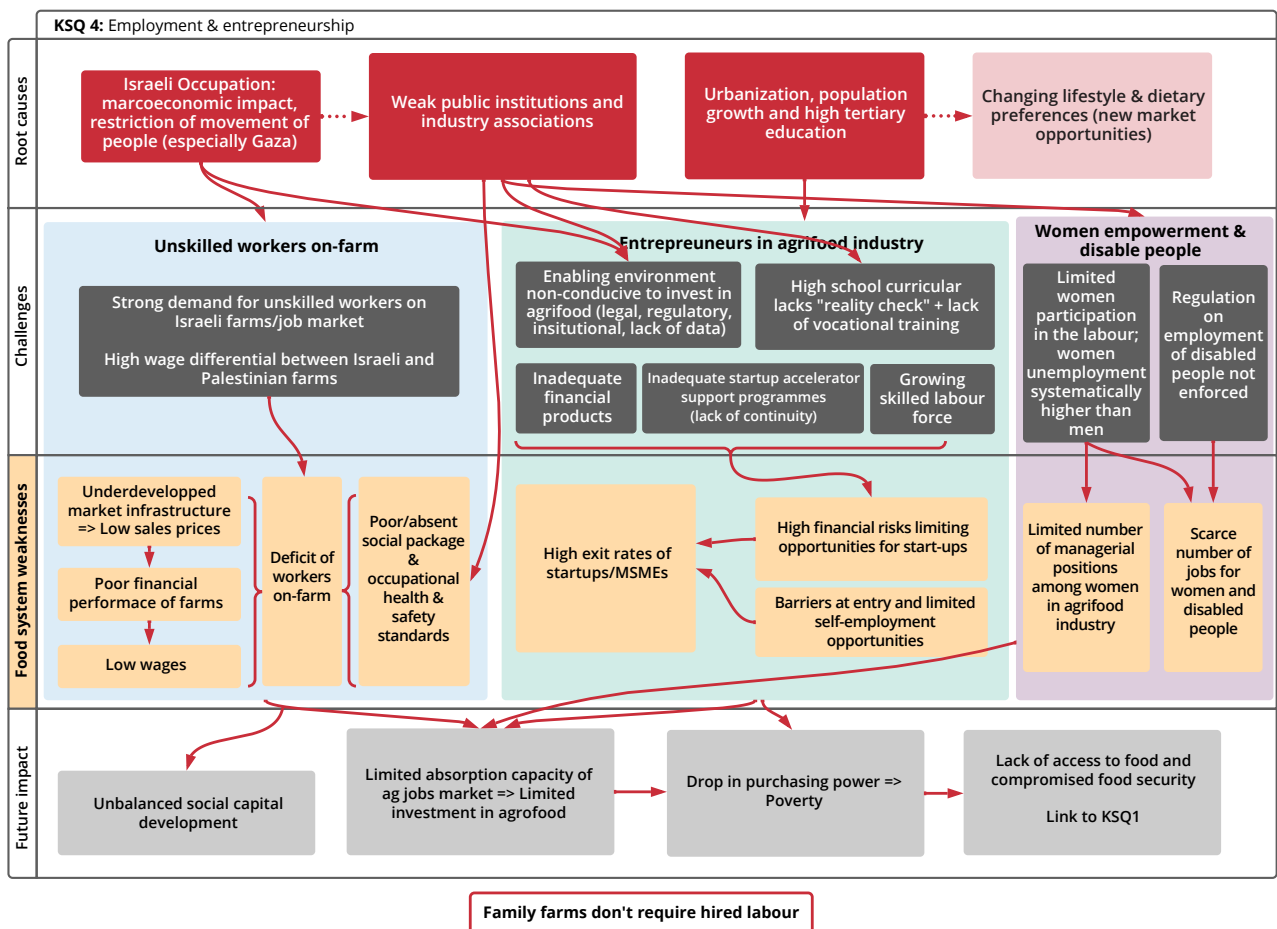 KSQ 4: Employment & entrepreneurship
Root causes
Israeli Occupation:
marcoeconomic impact,
restriction of movement of
people (especially Gaza)
Weak public institutions and
industry associations
Urbanization, population
growth and high tertiary
education
Changing lifestyle & dietary
preferences (new market
opportunities)
Challenges
Unskilled workers on-farm
Strong demand for unskilled workers on
Israeli farms/job market
High wage differential between Israeli and
Palestinian farms
Entrepruneurs in agrifood industry
Enabling environment
non-conducive to invest in
agrifood (legal, regulatory,
insitutional, lack of data)
High school curricular
lacks "reality check" + lack
of vocational training
Inadequate
financial
products
Inadequate startup accelerator
support programmes
(lack of continuity)
Growing
skilled labour
force
Women empowerment &
disable people
Limited
women
participation
in the labour;
women
unemployment
systematically
higher than
men
Regulation
on
employment
of disabled
people not
enforced
Food system weaknesses
Underdevelopped
market infrastructure
=> Low sales prices
Poor financial
performace of farms
Low wages
Deficit of
workers
on-farm
Poor/absent
social package
&
occupational
health &
safety
standards
High exit rates of
startups/MSMEs
High financial risks limiting
opportunities for start-ups
Barriers at entry and limited
self-employment
opportunities
Limited number
of managerial
positions
among women
in agrifood
industry
Scarce
number of
jobs for
women and
disabled
people
Future impact
Unbalanced social capital
development
Limited absorption capacity of
ag jobs market => Limited
investment in agrofood
Drop in purchasing power =>
Poverty
Lack of access to food and
compromised food security
Link to KSQ1
Family farms don't require hired labour